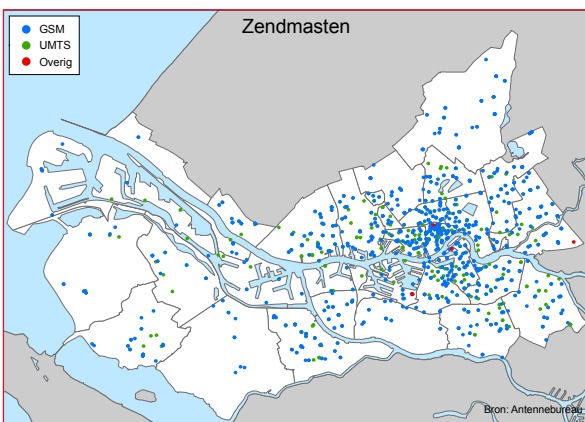 Zendmasten
GSM
UMTS
Overig
Bron: Antennebureau